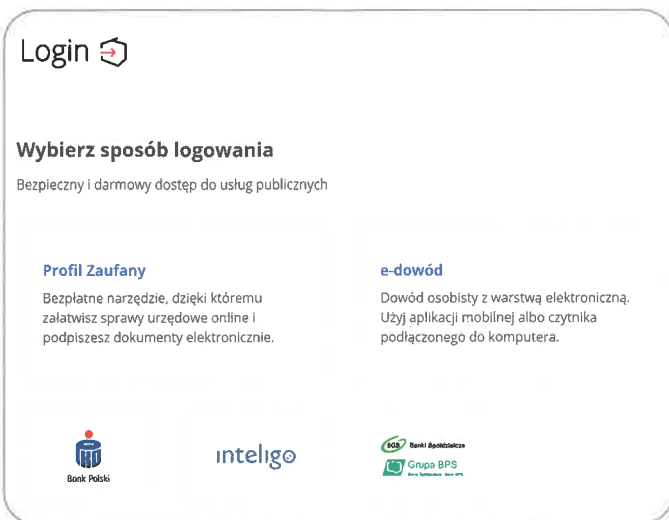 Login
Wybierz sposób logowania
Bezpieczny i darmowy dostęp do usług publicznych
Profil Zaufany
Bezpłatne narzędzie, dzięki któremu
załatwisz sprawy urzędowe online i
podpiszesz dokumenty elektronicznie.
e-dowód
Dowód osobisty z warstwą elektroniczną.
Użyj aplikacji mobilnej albo czytnika
podłączonego do komputera.
Bank Polski
inteligo
SGB Banki Spółdzielcze
Grupa BPS